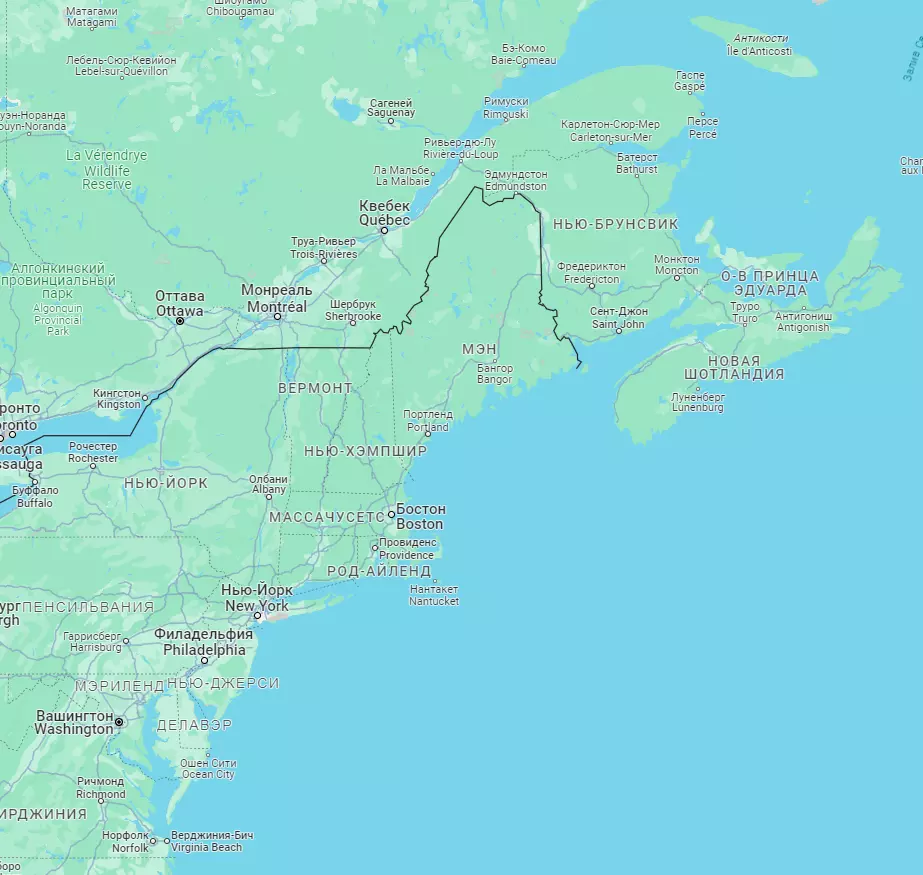 Матагами
Matagami
Шибугамо
Chibougamau
Антикости
Île d'Anticosti
Бэ-Комо
Baie-Comeau
Лебель-Сюр-Кевийон
Lebel-sur-Quévillon
Гаспе
Gaspé
Сагеней
Saguenay
Римуски
Rimouski
уэн-Норанда
ouyn-Noranda
Карлетон-Сюр-Мер
Carleton-sur-Mer
Персе
Percé
Ривьер-дю-Лу
Rivière-du-Loup
La Vérendrye
Wildlife
Reserve
Батерст
Bathurst
Ла Мальбе
La Malbaie
Эдмундстон
Edmundston
Квебек
Québec
НЬЮ-БРУНСВИК
Труа-Ривьер
Trois-Rivières
Монктон
Moncton
Фредериктон
Fredericton
О-В ПРИНЦА
ЭДУАРДА
Алгонкинский
провинциальный
парк
Algonquin
Provincial
Park
Оттава
Ottawa
Монреаль
Montréal
Шербрук
Sherbrooke
Сент-Джон
Saint John
Труро
Truro
Антигониш
Antigonish
МЭН
Бангор
Bangor
НОВАЯ
ШОТЛАНДИЯ
ВЕРМОНТ
Кингстон
Kingston
Луненберг
Lunenburg
ронто
oronto
Портленд
Portland
исауга
ssauga
Рочестер
Rochester
НЬЮ-ХЭМПШИР
НЬЮ-ЙОРК
Олбани
Albany
Буффало
Buffalo
МАССАЧУСЕТС
Бостон
Boston
Провиденс
Providence
РОД-АЙЛЕНД
Нью-Йорк
New York
Нантакет
Nantucket
ург
rgh
ПЕНСИЛЬВАНИЯ
Гаррисберг
Harrisburg
Филадельфия
Philadelphia
МЭРИЛЕНД
НЬЮ-ДЖЕРСИ
Вашингтон
Washington
ДЕЛАВЭР
Ошен Сити
Ocean City
Ричмонд
Richmond
ИРДЖИНИЯ
Норфолк
Norfolk
Верджиния-Бич
Virginia Beach
боро